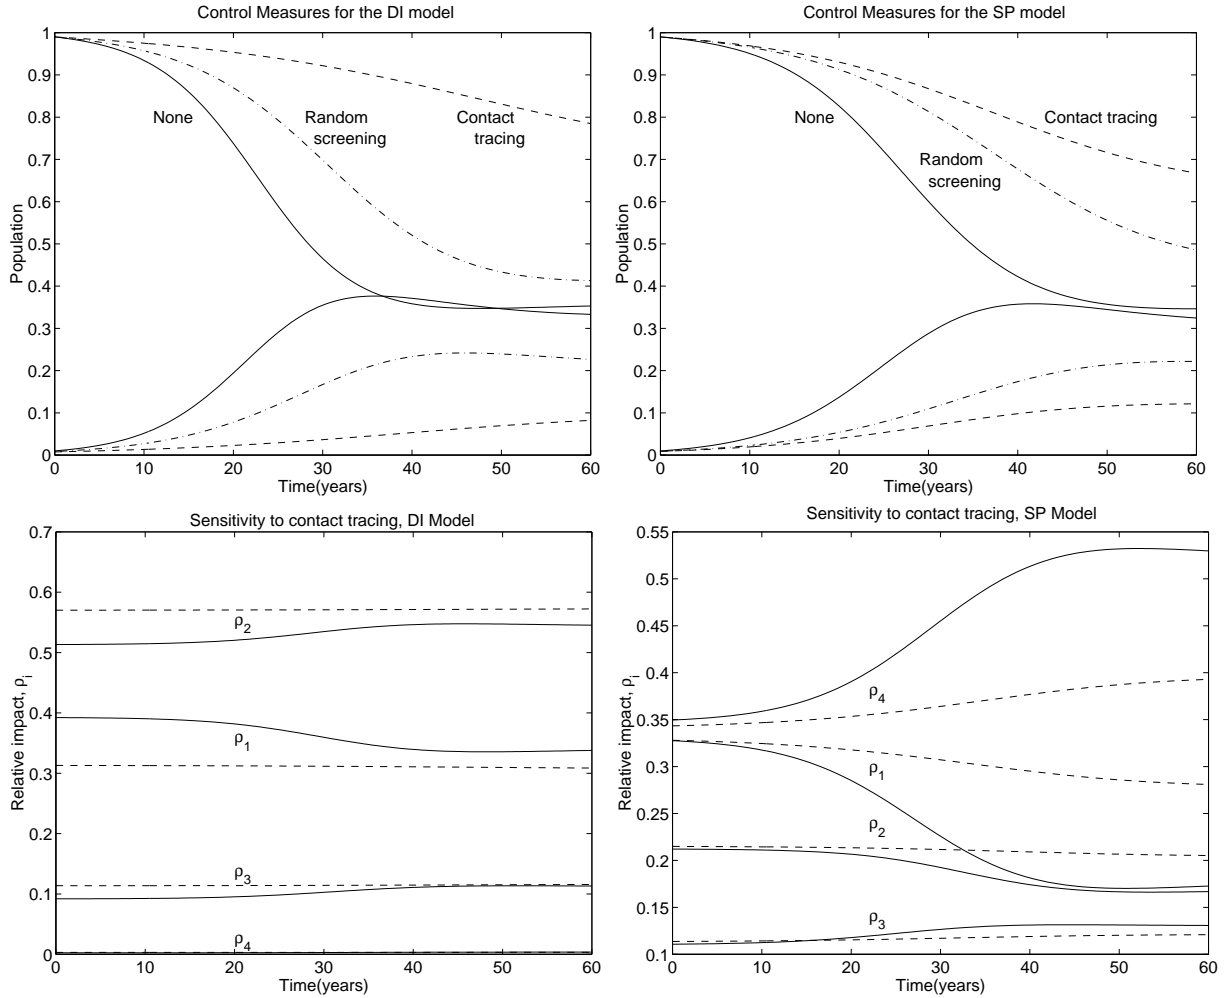 Control Measures for the DI model
1
0.9
0.8
0.7
0.6
0.5
0.4
0.3
0.2
0.1
0
Population
None
Random
screening
Contact
tracing
0 10 20 30 40 50 60
Time(years)
Control Measures for the SP model
1
0.9
0.8
0.7
0.6
0.5
0.4
0.3
0.2
0.1
0
Population
None
Contact tracing
Random
screening
0 10 20 30 40 50 60
Time(years)
Sensitivity to contact tracing, DI Model
0.7
0.6
0.5
0.4
0.3
0.2
0.1
0
Relative impact, ρi
ρ2
ρ1
ρ3
ρ4
0 10 20 30 40 50 60
Time(years)
Sensitivity to contact tracing, SP Model
0.55
0.5
0.45
0.4
0.35
0.3
0.25
0.2
0.15
0.1
Relative impact, ρi
ρ4
ρ1
ρ2
ρ3
0 10 20 30 40 50 60
Time(years)